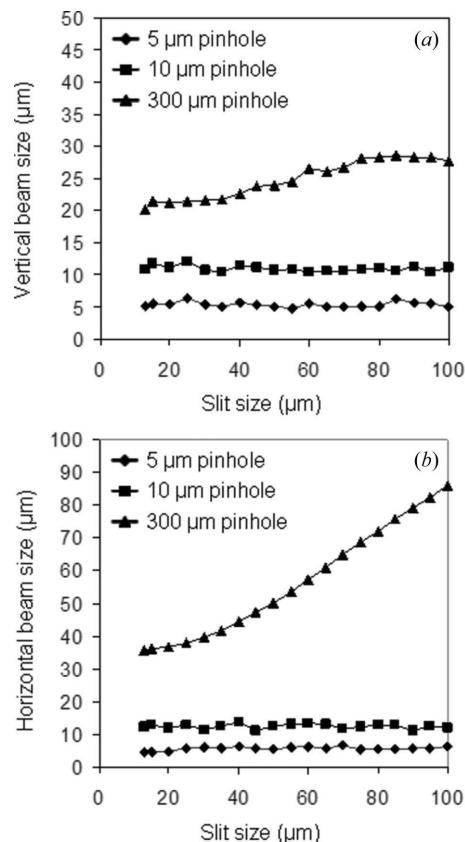 (a)
5 µm pinhole
10 µm pinhole
300 µm pinhole
50
45
40
35
30
25
20
15
10
5
0
Vertical beam size (µm)
0 20 40 60 80 100
Slit size (µm)
(b)
5 µm pinhole
10 µm pinhole
300 µm pinhole
100
90
80
70
60
50
40
30
20
10
0
Horizontal beam size (µm)
0 20 40 60 80 100
Slit size (µm)